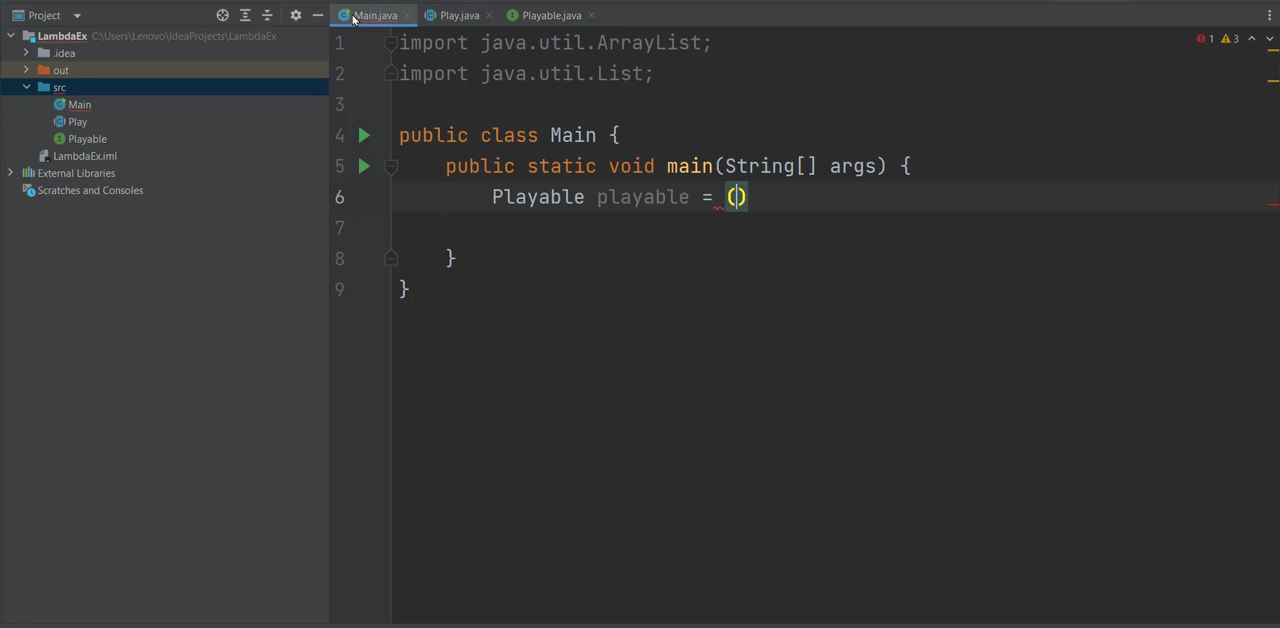 Project
Main.java Play.java Playable.java
LambdaEx C:\Users\Lenovo\IdeaProjects\LambdaEx
.idea
out
src
Main
Play
Playable
LambdaEx.iml
External Libraries
Scratches and Consoles
1 3
1 import java.util.ArrayList;
2 import java.util.List;
3
4 public class Main {
5 public static void main(String[] args) {
6 Playable playable = ()
7
8 }
9 }